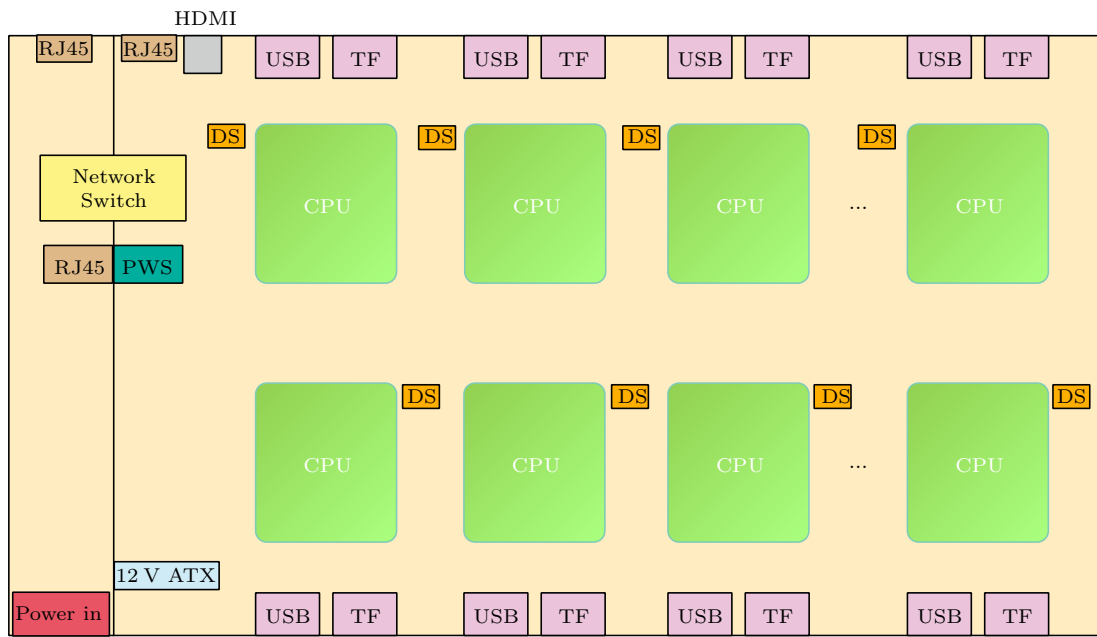 HDMI
RJ45
RJ45
USB
TF
USB
TF
USB
TF
USB
TF
DS
DS
DS
DS
Network
Switch
CPU
CPU
CPU
...
CPU
RJ45
PWS
DS
DS
DS
DS
CPU
CPU
CPU
...
CPU
12 V ATX
Power in
USB
TF
USB
TF
USB
TF
USB
TF